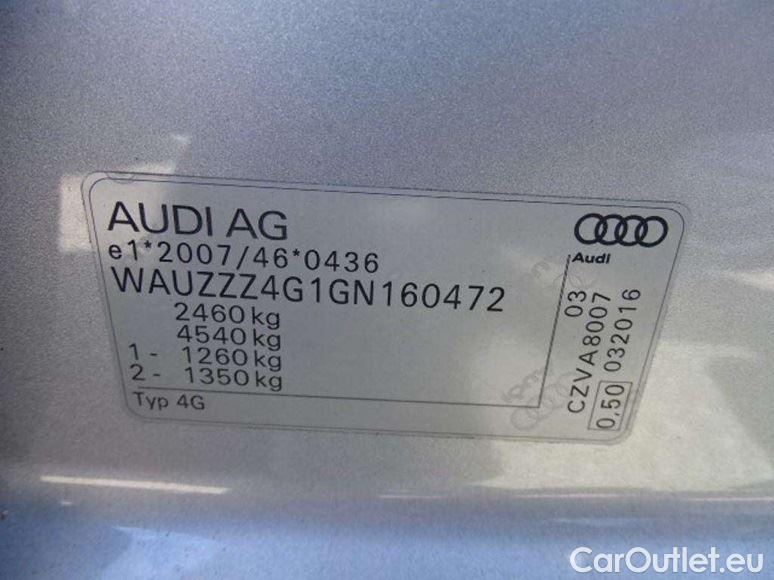 AUDI AG
e1*2007/46*0436
WAUZZZ4G1GN160472
2460 kg
4540 kg
1 - 1260 kg
2 - 1350 kg
Typ 4G
Audi
CZVA8007 03
0,50 032016
CarOutlet.eu